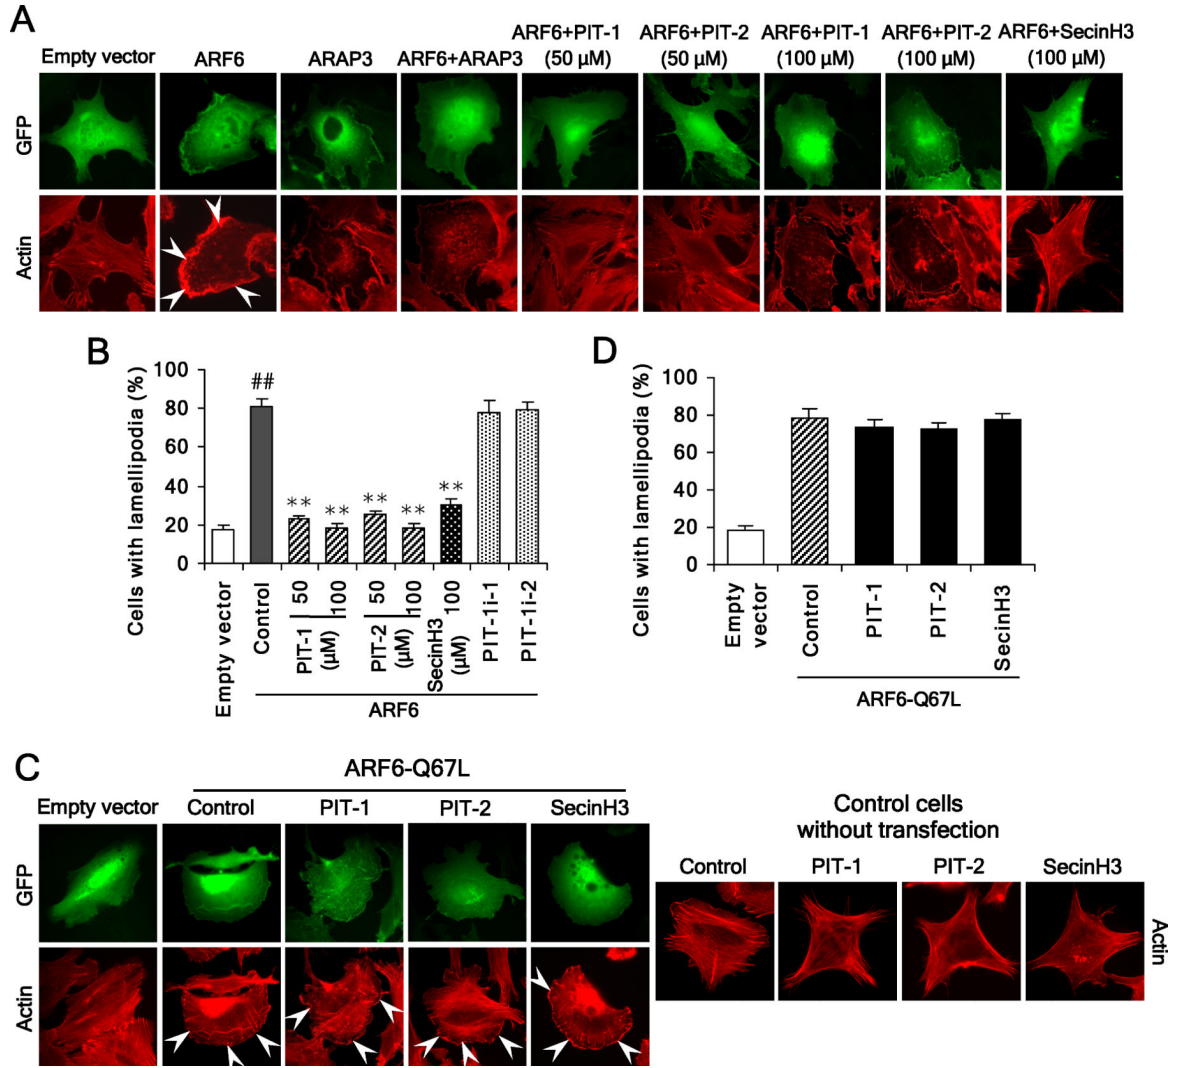 A
Empty vector
ARF6
ARAP3
ARF6+ARAP3
ARF6+PIT-1
(50 µM)
ARF6+PIT-2
(50 µM)
ARF6+PIT-1
(100 µM)
ARF6+PIT-2
(100 µM)
ARF6+SecinH3
(100 µM)
GFP
Actin
B
Cells with lamellipodia (%)
100
80
60
40
20
0
##
**
**
**
**
**
Empty vector
Control
50
100
PIT-1
(µM)
50
100
PIT-2
(µM)
100
SecinH3
(µM)
PIT-1i-1
PIT-1i-2
ARF6
D
Cells with lamellipodia (%)
100
80
60
40
20
0
Empty
vector
Control
PIT-1
PIT-2
SecinH3
ARF6-Q67L
C
ARF6-Q67L
Empty vector
Control
PIT-1
PIT-2
SecinH3
GFP
Actin
Control cells
without transfection
Control
PIT-1
PIT-2
SecinH3
Actin